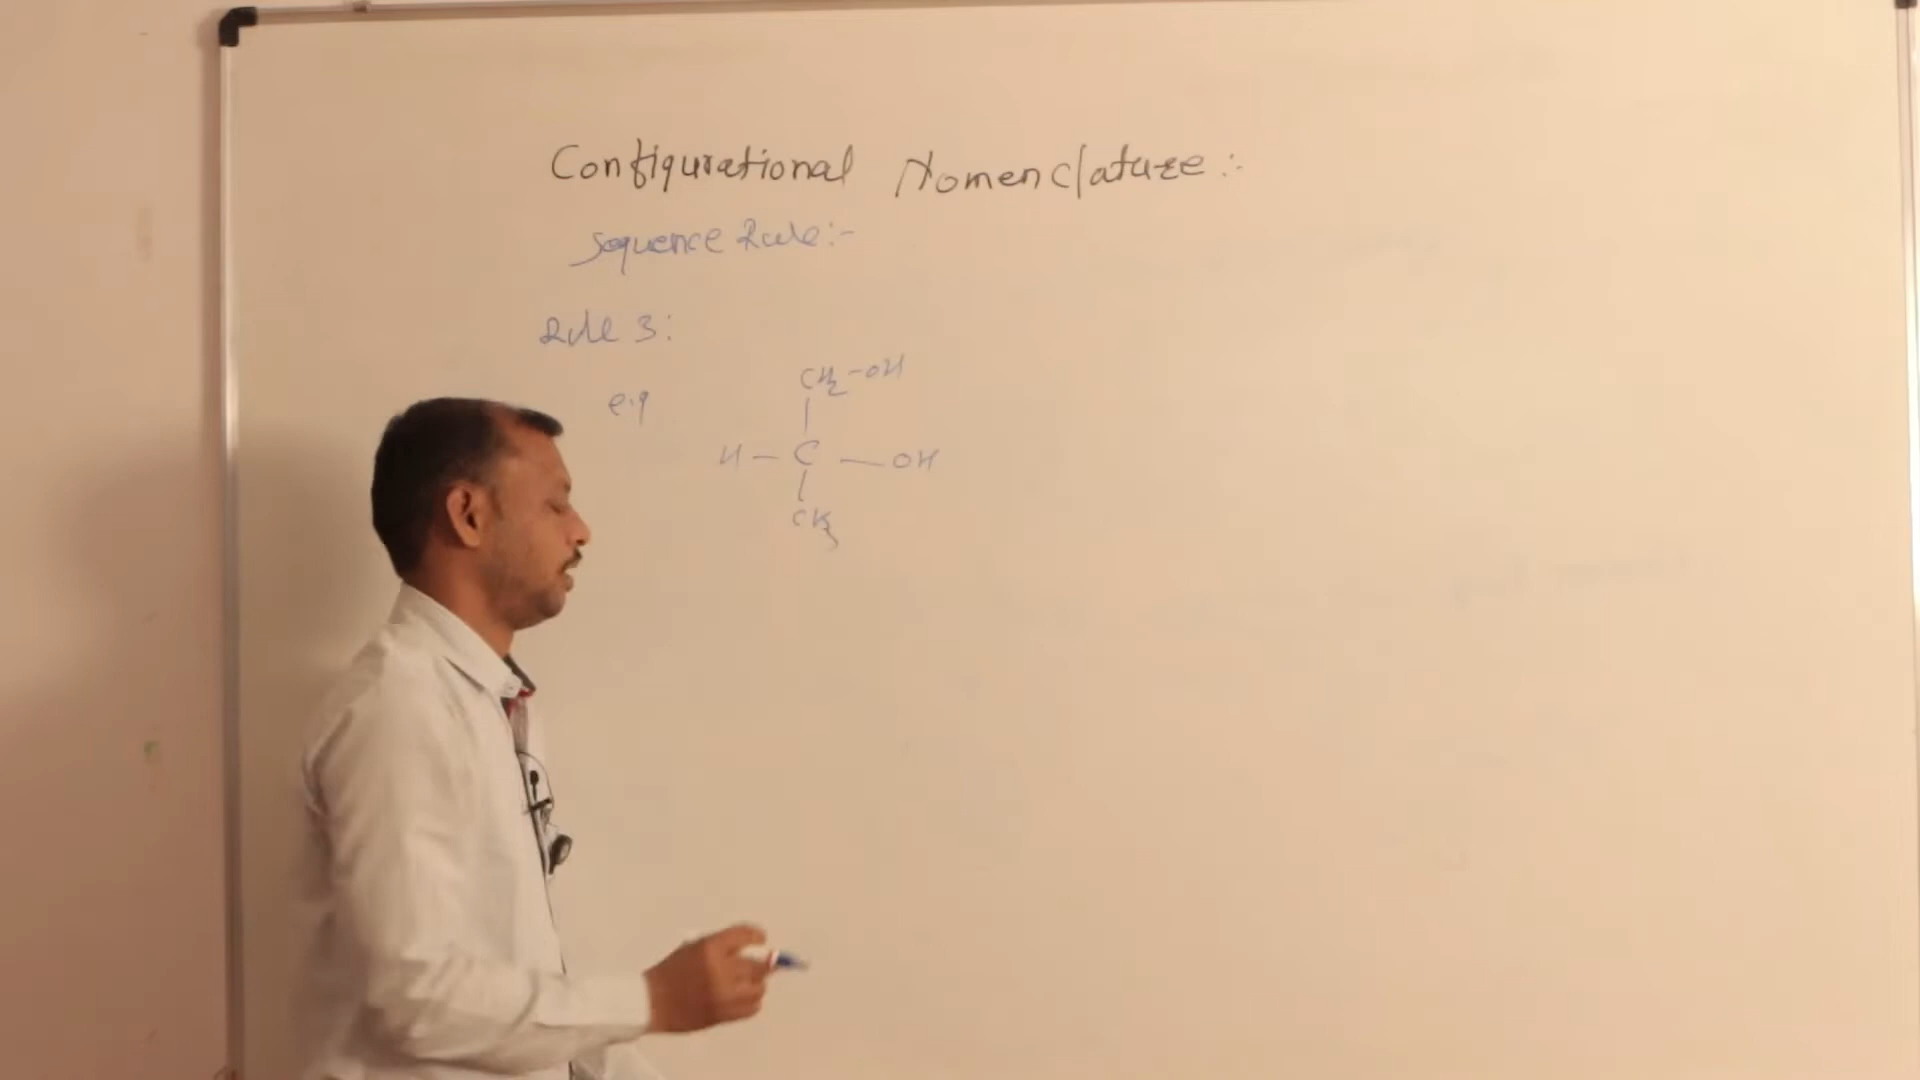 Configurational Nomenclature :-
Sequence Rule :-
Rule 3 :
CH2-OH
e.g
H - C - OH
CH3